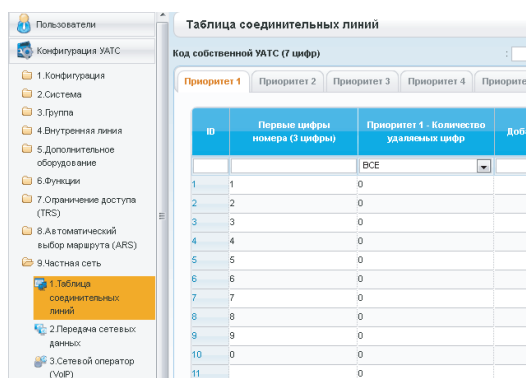 Пользователи
Конфигурация УАТС
1.Конфигурация
2.Система
3.Группа
4.Внутренняя линия
5.Дополнительное
оборудование
6.Функции
7.Ограничение доступа
(TRS)
8.Автоматический
выбор маршрута (ARS)
9.Частная сеть
1.Таблица
соединительных
линий
2.Передача сетевых
данных
3.Сетевой оператор
(VoIP)
Таблица соединительных линий
Код собственной УАТС (7 цифр) :
Приоритет 1 Приоритет 2 Приоритет 3 Приоритет 4 Приорите
ID Первые цифры номера (3 цифры) Приоритет 1 - Количество удаляемых цифр Доб
ВСЕ
1 1 0
2 2 0
3 3 0
4 4 0
5 5 0
6 6 0
7 7 0
8 8 0
9 9 0
10 0 0
11 0